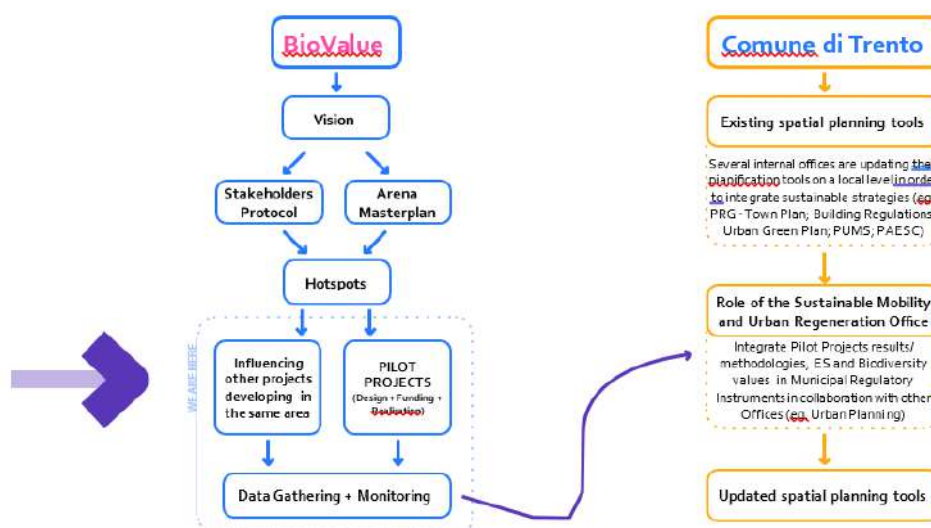 BioValue
Vision
Stakeholders
Protocol
Arena
Masterplan
Hotspots
WE ARE HERE
Influencing
other projects
developing in
the same area
PILOT
PROJECTS
(Design + Funding +
Realisation)
Data Gathering + Monitoring
Comune di Trento
Existing spatial planning tools
Several internal offices are updating the
planification tools on a local level in orde
to integrate sustainable strategies (eg.
PRG - Town Plan; Building Regulations
Urban Green Plan; PUMS; PAESC)
Role of the Sustainable Mobility
and Urban Regeneration Office
Integrate Pilot Projects results/
methodologies, ES and Biodiversity
values in Municipal Regulatory
Instruments in collaboration with other
Offices (eg. Urban Planning)
Updated spatial planning tools